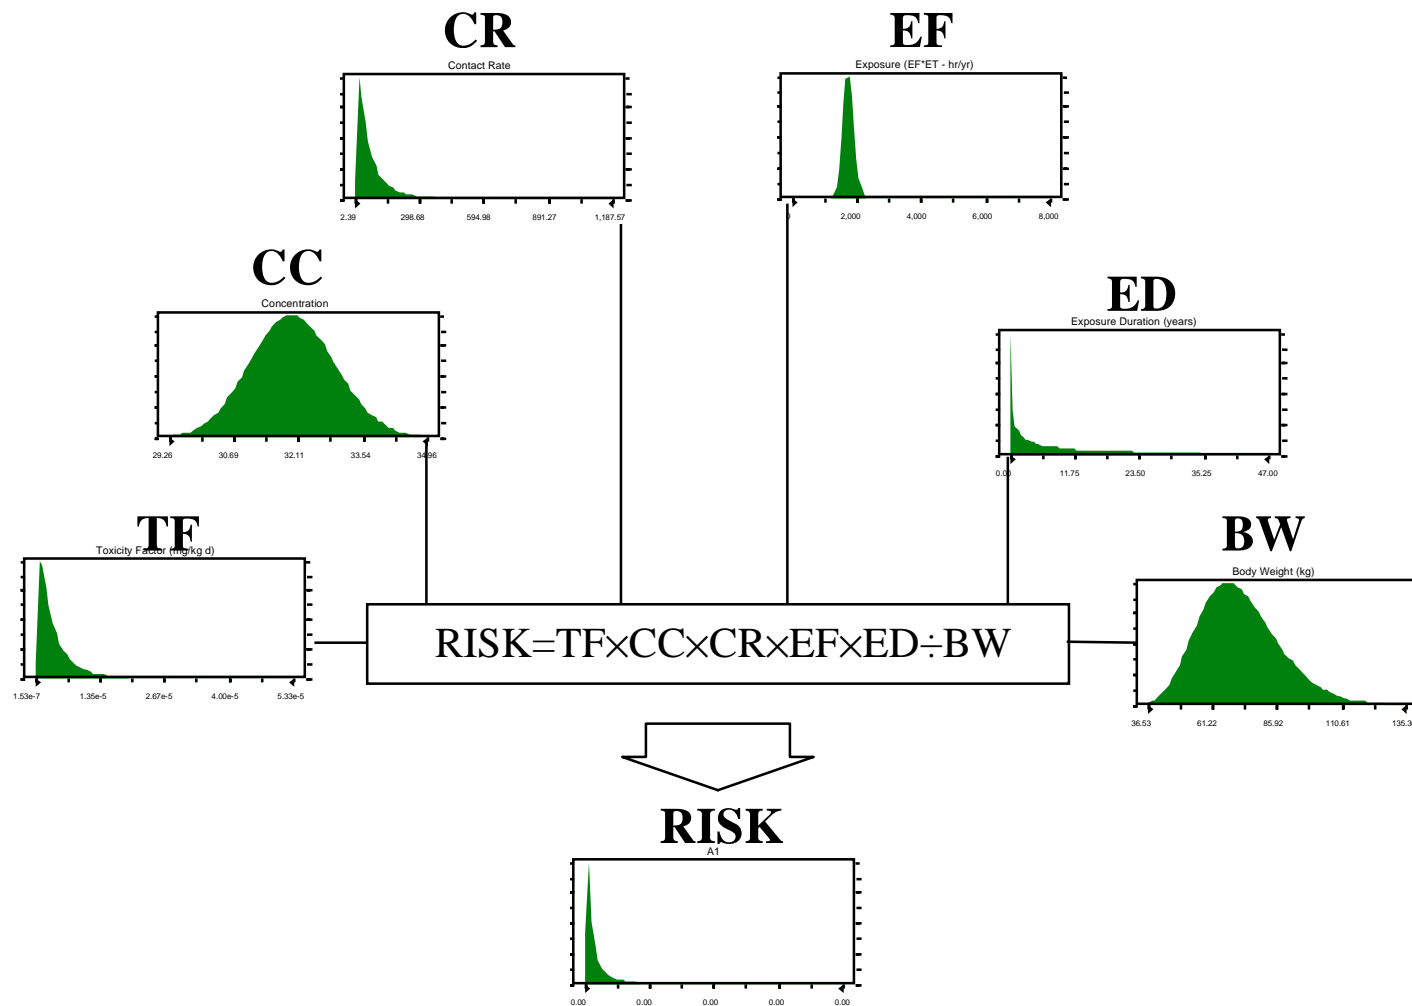 CR
Contact Rate
2.39 298.68 594.98 891.27 1,187.57
EF
Exposure (EF*ET - hr/yr)
0 2,000 4,000 6,000 8,000
CC
Concentration
29.26 30.69 32.11 33.54 34.96
ED
Exposure Duration (years)
0.00 11.75 23.50 35.25 47.00
TF
Toxicity Factor (mg/kg d)
1.53e-7 1.35e-5 2.67e-5 4.00e-5 5.33e-5
BW
Body Weight (kg)
36.53 61.22 85.92 110.61 135.3
RISK=TF×CC×CR×EF×ED÷BW
RISK
A1
0.00 0.00 0.00 0.00 0.00